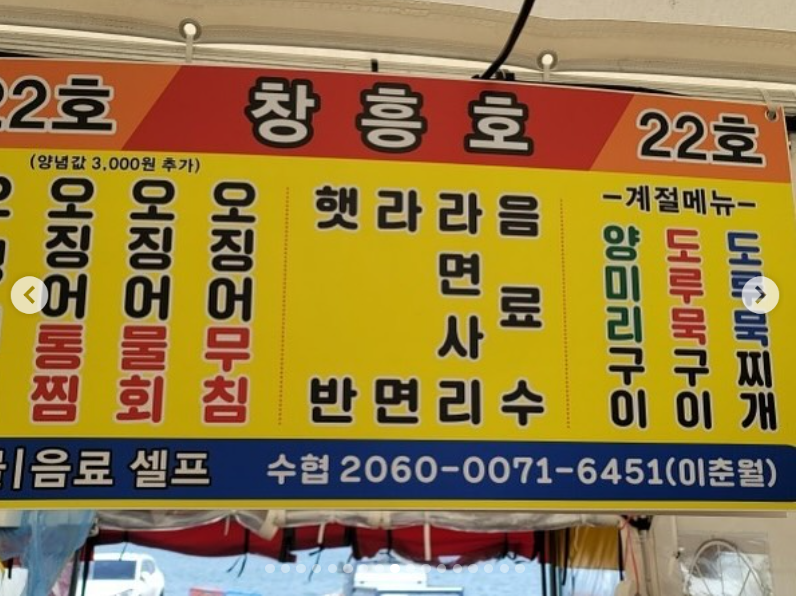 22호 창흥호 22호
(양념값 3,000원 추가)
오징어통찜
오징어물회
오징어무침
햇반
라면
라면사리
음료수
-계절메뉴-
양미리구이
도루묵구이
도루묵찌개
음료 셀프 수협 2060-0071-6451(이춘월)